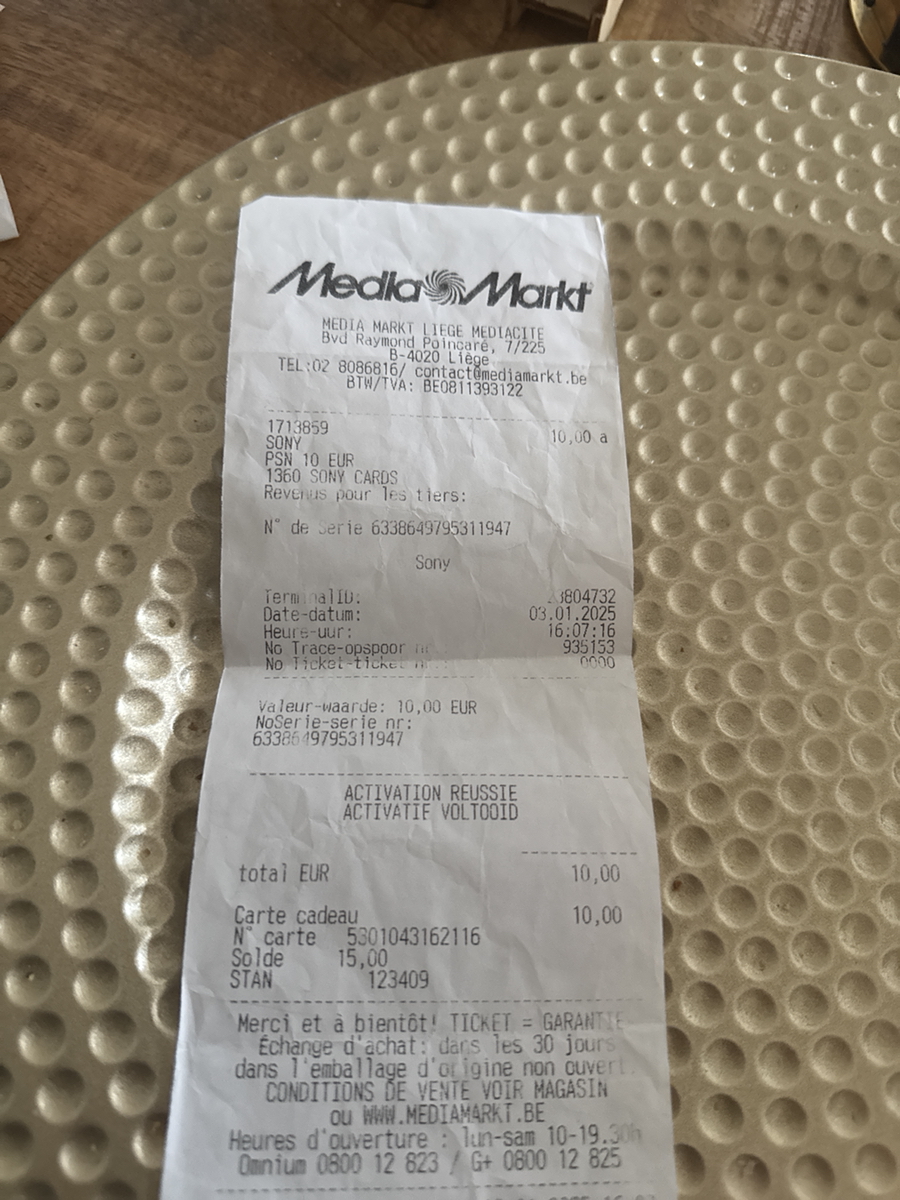 Media Markt
MEDIA MARKT LIEGE MEDIACITE
Bvd Raymond Poincaré, 7/225
B-4020 Liège
TEL:02 8086816/ contact@mediamarkt.be
BTW/TVA: BE0811393122
1713859
SONY 10,00 a
PSN 10 EUR
1360 SONY CARDS
Revenus pour les tiers:
N° de Serie 6338649795311947
Sony
TerminalID: 3804732
Date-datum: 03.01.2025
Heure-uur: 16:07:16
No Trace-opspoor nr.: 935153
No Ticket-ticket nr.: 0000
Valeur-waarde: 10,00 EUR
NoSerie-serie nr:
6338649795311947
ACTIVATION REUSSIE
ACTIVATIE VOLTOOID
total EUR 10,00
Carte cadeau 10,00
N° carte 5301043162116
Solde 15,00
STAN 123409
Merci et à bientôt! TICKET = GARANTIE
Échange d'achat: dans les 30 jours
dans l'emballage d'origine non ouvert.
CONDITIONS DE VENTE VOIR MAGASIN
ou WWW.MEDIAMARKT.BE
Heures d'ouverture : lun-sam 10-19.30h
Omnium 0800 12 823 / G+ 0800 12 825